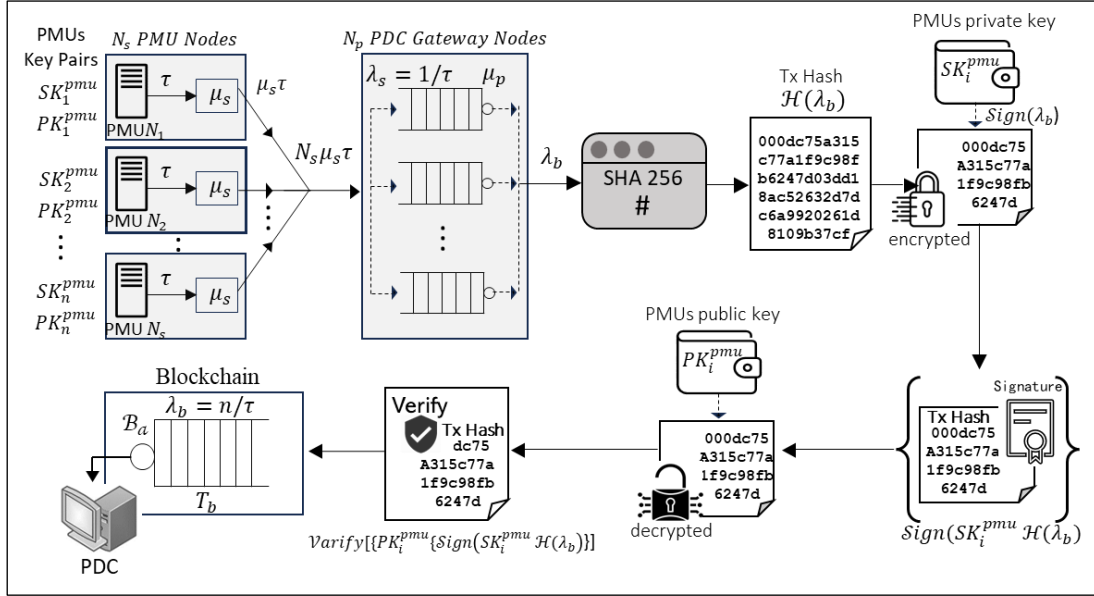 PMUs
Key Pairs
N_s PMU Nodes
N_p PDC Gateway Nodes
PMUs private key
SK_1^pmu
PK_1^pmu
τ
μ_s
μ_sτ
PMUN_1
SK_2^pmu
PK_2^pmu
τ
μ_s
PMU N_2
⋮
⋮
⋮
⋮
SK_n^pmu
PK_n^pmu
τ
μ_s
PMU N_s
N_sμ_sτ
λ_s = 1/τ
μ_p
⋮
λ_b
SHA 256
#
Tx Hash
ℋ(λ_b)
000dc75a315
c77a1f9c98f
b6247d03dd1
8ac52632d7d
c6a9920261d
8109b37cf
SK_i^pmu
Sign(λ_b)
000dc75
A315c77a
1f9c98fb
6247d
encrypted
Signature
Tx Hash
000dc75
A315c77a
1f9c98fb
6247d
Sign(SK_i^pmu ℋ(λ_b)
PMUs public key
PK_i^pmu
000dc75
A315c77a
1f9c98fb
6247d
decrypted
Verify
Tx Hash
dc75
A315c77a
1f9c98fb
6247d
Varify[{PK_i^pmu{Sign(SK_i^pmu ℋ(λ_b)}]
Blockchain
λ_b = n/τ
ℬ_a
T_b
PDC